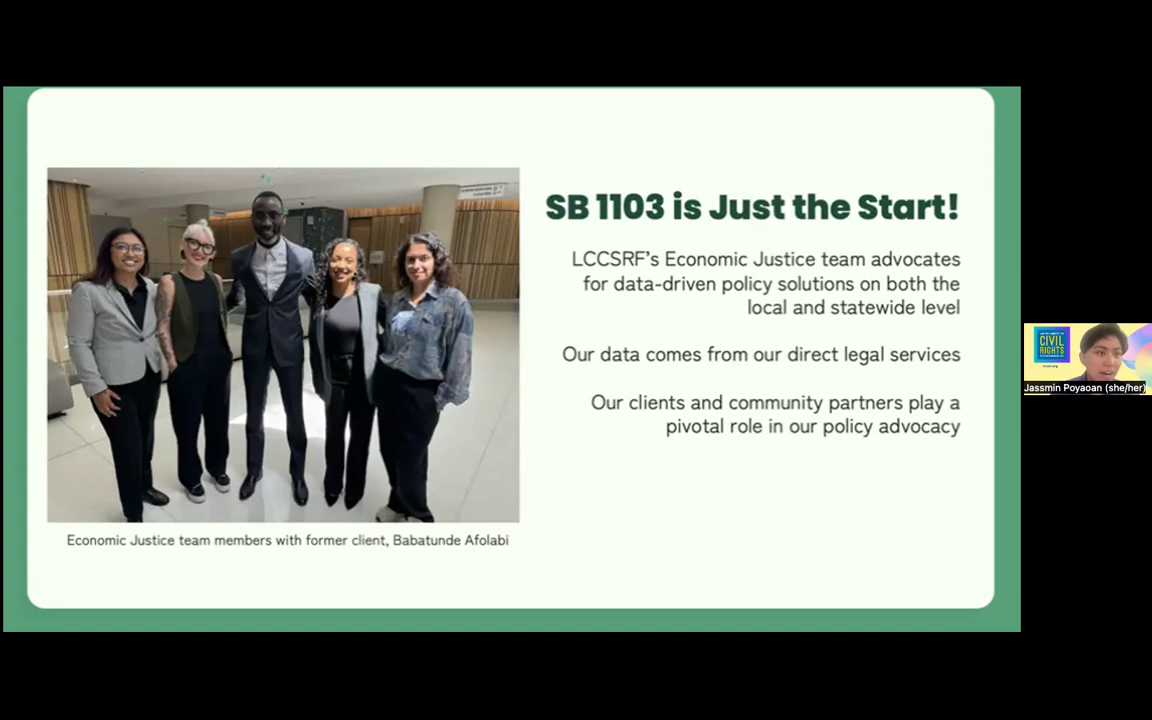 SB 1103 is Just the Start!
LCCSRF's Economic Justice team advocates
for data-driven policy solutions on both the
local and statewide level
Our data comes from our direct legal services
Our clients and community partners play a
pivotal role in our policy advocacy
Economic Justice team members with former client, Babatunde Afolabi
CIVIL
RIGHTS
Jassmin Poyaoan (she/her)